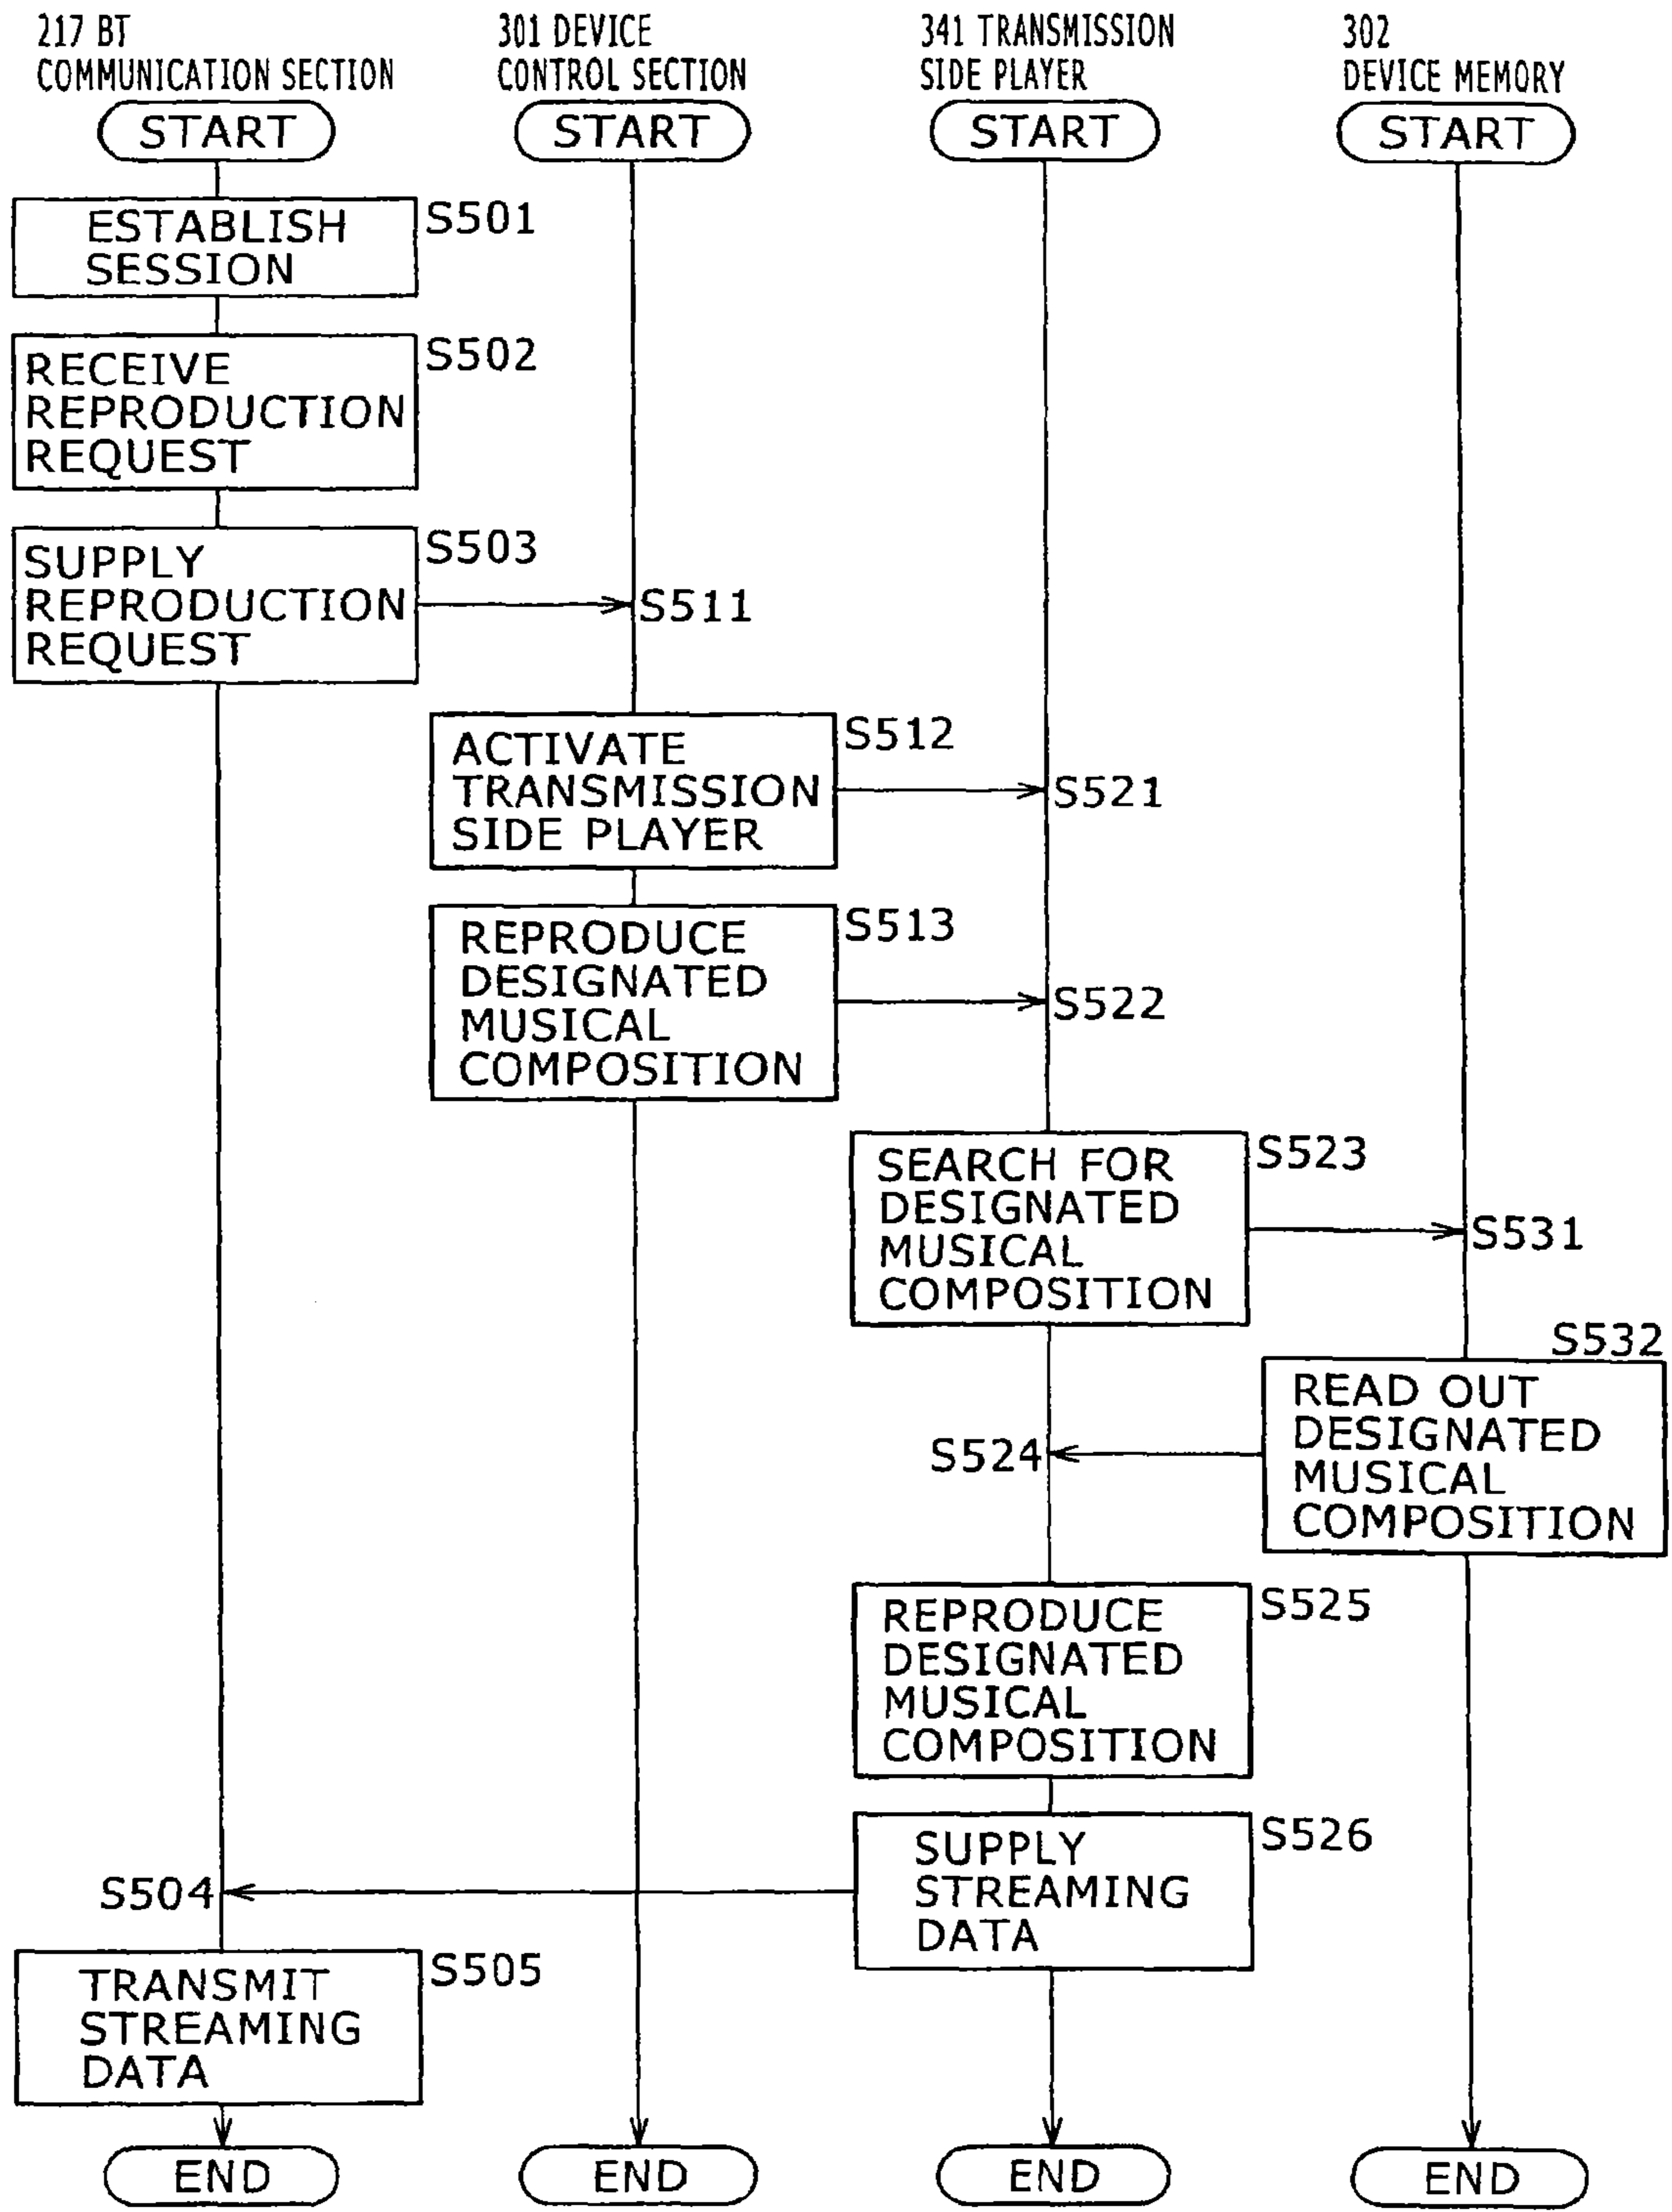 217 BT
COMMUNICATION SECTION
301 DEVICE
CONTROL SECTION
341 TRANSMISSION
SIDE PLAYER
302
DEVICE MEMORY
START
START
START
START
ESTABLISH
SESSION
S501
RECEIVE
REPRODUCTION
REQUEST
S502
SUPPLY
REPRODUCTION
REQUEST
S503
S511
ACTIVATE
TRANSMISSION
SIDE PLAYER
S512
S521
REPRODUCE
DESIGNATED
MUSICAL
COMPOSITION
S513
S522
SEARCH FOR
DESIGNATED
MUSICAL
COMPOSITION
S523
S531
S532
READ OUT
DESIGNATED
MUSICAL
COMPOSITION
S524
REPRODUCE
DESIGNATED
MUSICAL
COMPOSITION
S525
SUPPLY
STREAMING
DATA
S526
S504
TRANSMIT
STREAMING
DATA
S505
END
END
END
END